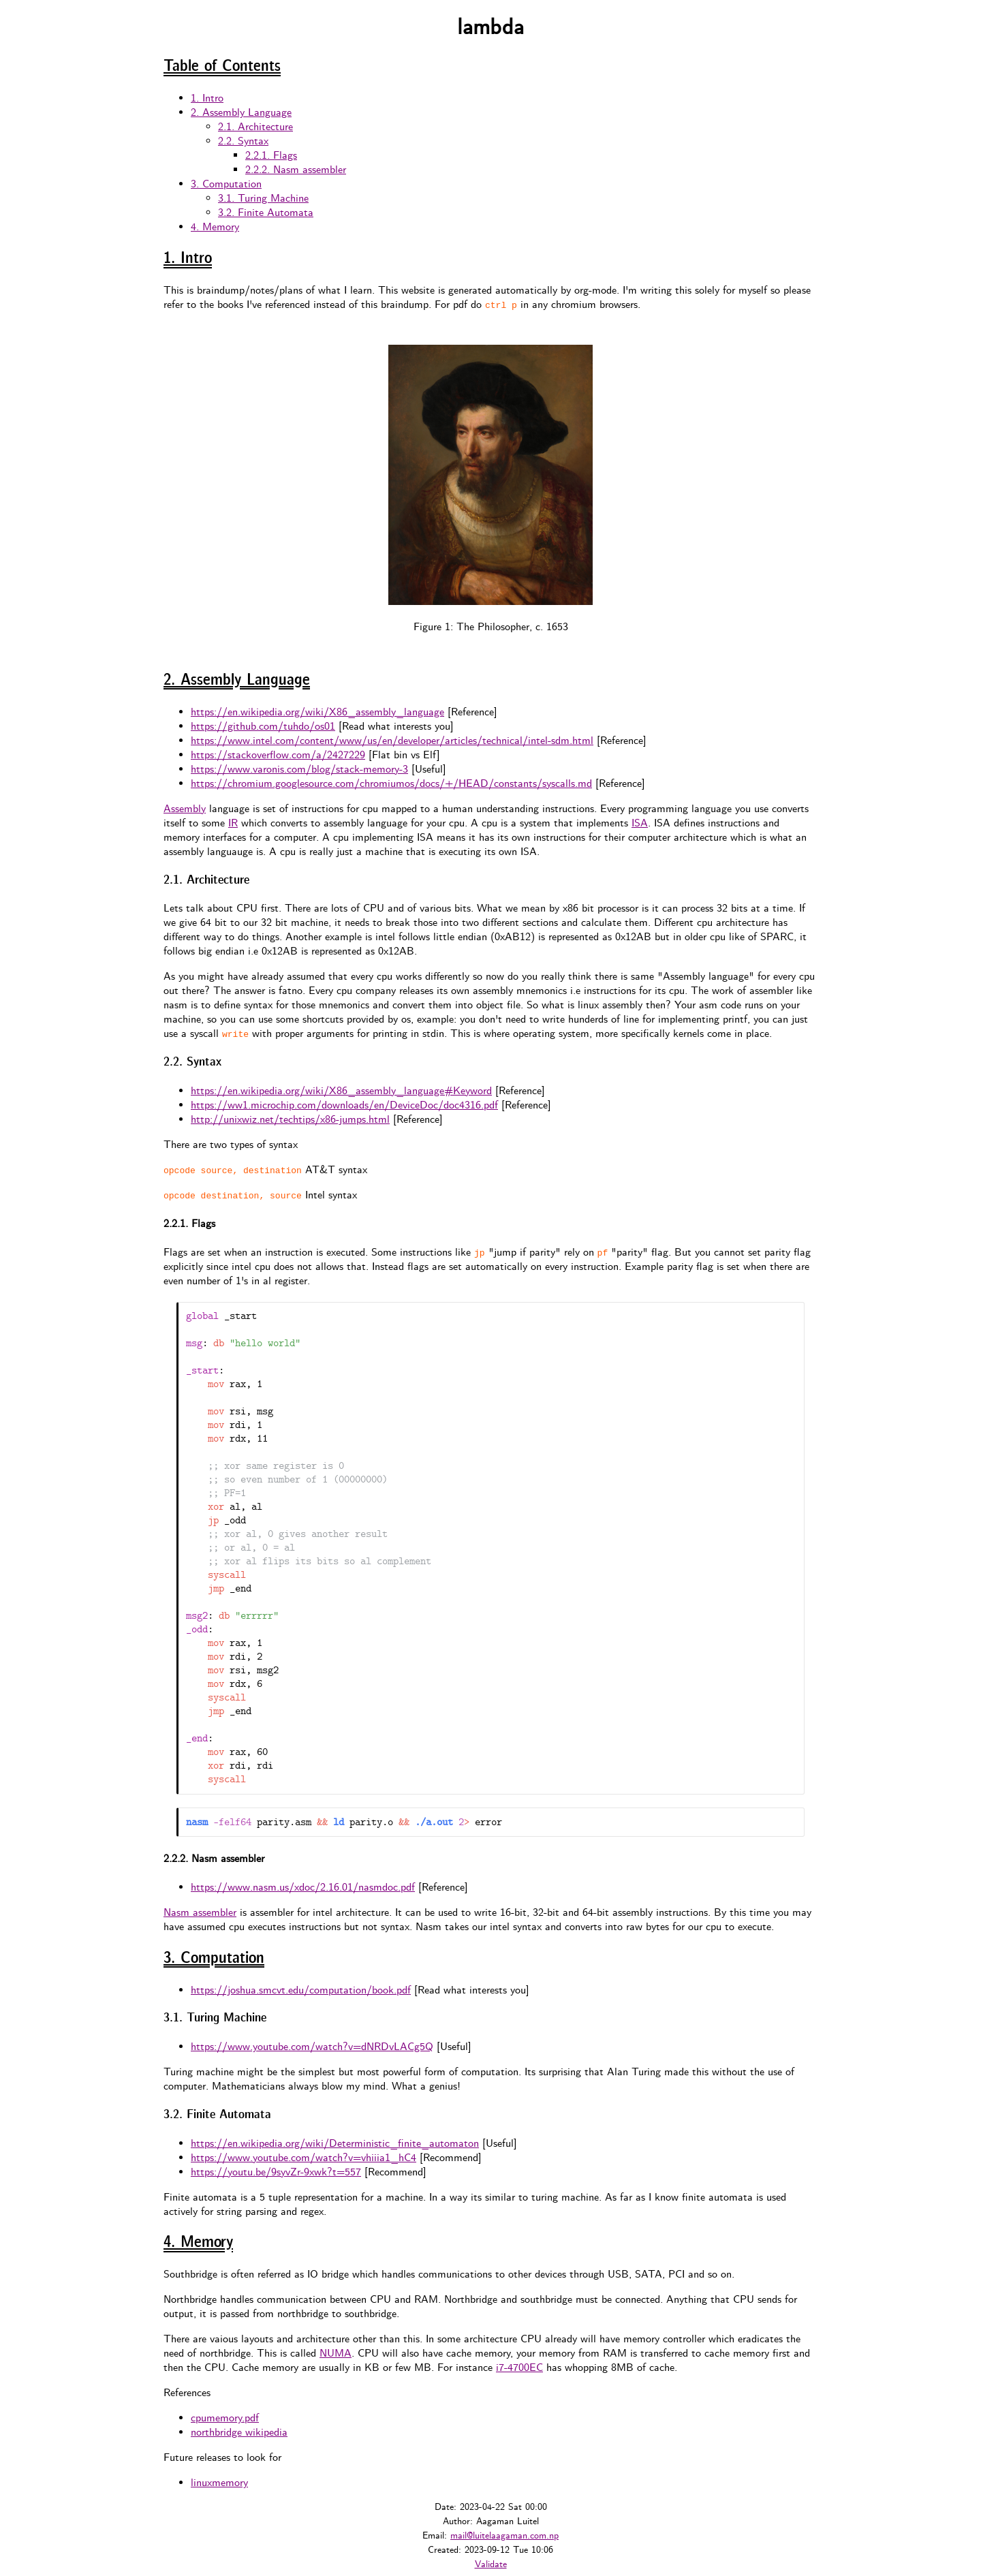 lambda
Table of Contents
1. Intro
2. Assembly Language
2.1. Architecture
2.2. Syntax
2.2.1. Flags
2.2.2. Nasm assembler
3. Computation
3.1. Turing Machine
3.2. Finite Automata
4. Memory
1. Intro
This is braindump/notes/plans of what I learn. This website is generated automatically by org-mode. I'm writing this solely for myself so please
refer to the books I've referenced instead of this braindump. For pdf do ctrl p in any chromium browsers.
Figure 1: The Philosopher, c. 1653
2. Assembly Language
https://en.wikipedia.org/wiki/X86_assembly_language [Reference]
https://github.com/tuhdo/os01 [Read what interests you]
https://www.intel.com/content/www/us/en/developer/articles/technical/intel-sdm.html [Reference]
https://stackoverflow.com/a/2427229 [Flat bin vs Elf]
https://www.varonis.com/blog/stack-memory-3 [Useful]
https://chromium.googlesource.com/chromiumos/docs/+/HEAD/constants/syscalls.md [Reference]
Assembly language is set of instructions for cpu mapped to a human understanding instructions. Every programming language you use converts
itself to some IR which converts to assembly language for your cpu. A cpu is a system that implements ISA. ISA defines instructions and
memory interfaces for a computer. A cpu implementing ISA means it has its own instructions for their computer architecture which is what an
assembly languauge is. A cpu is really just a machine that is executing its own ISA.
2.1. Architecture
Lets talk about CPU first. There are lots of CPU and of various bits. What we mean by x86 bit processor is it can process 32 bits at a time. If
we give 64 bit to our 32 bit machine, it needs to break those into two different sections and calculate them. Different cpu architecture has
different way to do things. Another example is intel follows little endian (0xAB12) is represented as 0x12AB but in older cpu like of SPARC, it
follows big endian i.e 0x12AB is represented as 0x12AB.
As you might have already assumed that every cpu works differently so now do you really think there is same "Assembly language" for every cpu
out there? The answer is fatno. Every cpu company releases its own assembly mnemonics i.e instructions for its cpu. The work of assembler like
nasm is to define syntax for those mnemonics and convert them into object file. So what is linux assembly then? Your asm code runs on your
machine, so you can use some shortcuts provided by os, example: you don't need to write hunderds of line for implementing printf, you can just
use a syscall write with proper arguments for printing in stdin. This is where operating system, more specifically kernels come in place.
2.2. Syntax
https://en.wikipedia.org/wiki/X86_assembly_language#Keyword [Reference]
https://ww1.microchip.com/downloads/en/DeviceDoc/doc4316.pdf [Reference]
http://unixwiz.net/techtips/x86-jumps.html [Reference]
There are two types of syntax
opcode source, destination AT&T syntax
opcode destination, source Intel syntax
2.2.1. Flags
Flags are set when an instruction is executed. Some instructions like jp "jump if parity" rely on pf "parity" flag. But you cannot set parity flag
explicitly since intel cpu does not allows that. Instead flags are set automatically on every instruction. Example parity flag is set when there are
even number of 1's in al register.
global _start
msg: db "hello world"
_start:
mov rax, 1
mov rsi, msg
mov rdi, 1
mov rdx, 11
;; xor same register is 0
;; so even number of 1 (00000000)
;; PF=1
xor al, al
jp _odd
;; xor al, 0 gives another result
;; or al, 0 = al
;; xor al flips its bits so al complement
syscall
jmp _end
msg2: db "errrrr"
_odd:
mov rax, 1
mov rdi, 2
mov rsi, msg2
mov rdx, 6
syscall
jmp _end
_end:
mov rax, 60
xor rdi, rdi
syscall
nasm -felf64 parity.asm && ld parity.o && ./a.out 2> error
2.2.2. Nasm assembler
https://www.nasm.us/xdoc/2.16.01/nasmdoc.pdf [Reference]
Nasm assembler is assembler for intel architecture. It can be used to write 16-bit, 32-bit and 64-bit assembly instructions. By this time you may
have assumed cpu executes instructions but not syntax. Nasm takes our intel syntax and converts into raw bytes for our cpu to execute.
3. Computation
https://joshua.smcvt.edu/computation/book.pdf [Read what interests you]
3.1. Turing Machine
https://www.youtube.com/watch?v=dNRDvLACg5Q [Useful]
Turing machine might be the simplest but most powerful form of computation. Its surprising that Alan Turing made this without the use of
computer. Mathematicians always blow my mind. What a genius!
3.2. Finite Automata
https://en.wikipedia.org/wiki/Deterministic_finite_automaton [Useful]
https://www.youtube.com/watch?v=vhiiia1_hC4 [Recommend]
https://youtu.be/9syvZr-9xwk?t=557 [Recommend]
Finite automata is a 5 tuple representation for a machine. In a way its similar to turing machine. As far as I know finite automata is used
actively for string parsing and regex.
4. Memory
Southbridge is often referred as IO bridge which handles communications to other devices through USB, SATA, PCI and so on.
Northbridge handles communication between CPU and RAM. Northbridge and southbridge must be connected. Anything that CPU sends for
output, it is passed from northbridge to southbridge.
There are vaious layouts and architecture other than this. In some architecture CPU already will have memory controller which eradicates the
need of northbridge. This is called NUMA. CPU will also have cache memory, your memory from RAM is transferred to cache memory first and
then the CPU. Cache memory are usually in KB or few MB. For instance i7-4700EC has whopping 8MB of cache.
References
cpumemory.pdf
northbridge wikipedia
Future releases to look for
linuxmemory
Date: 2023-04-22 Sat 00:00
Author: Aagaman Luitel
Email: mail@luitelaagaman.com.np
Created: 2023-09-12 Tue 10:06
Validate